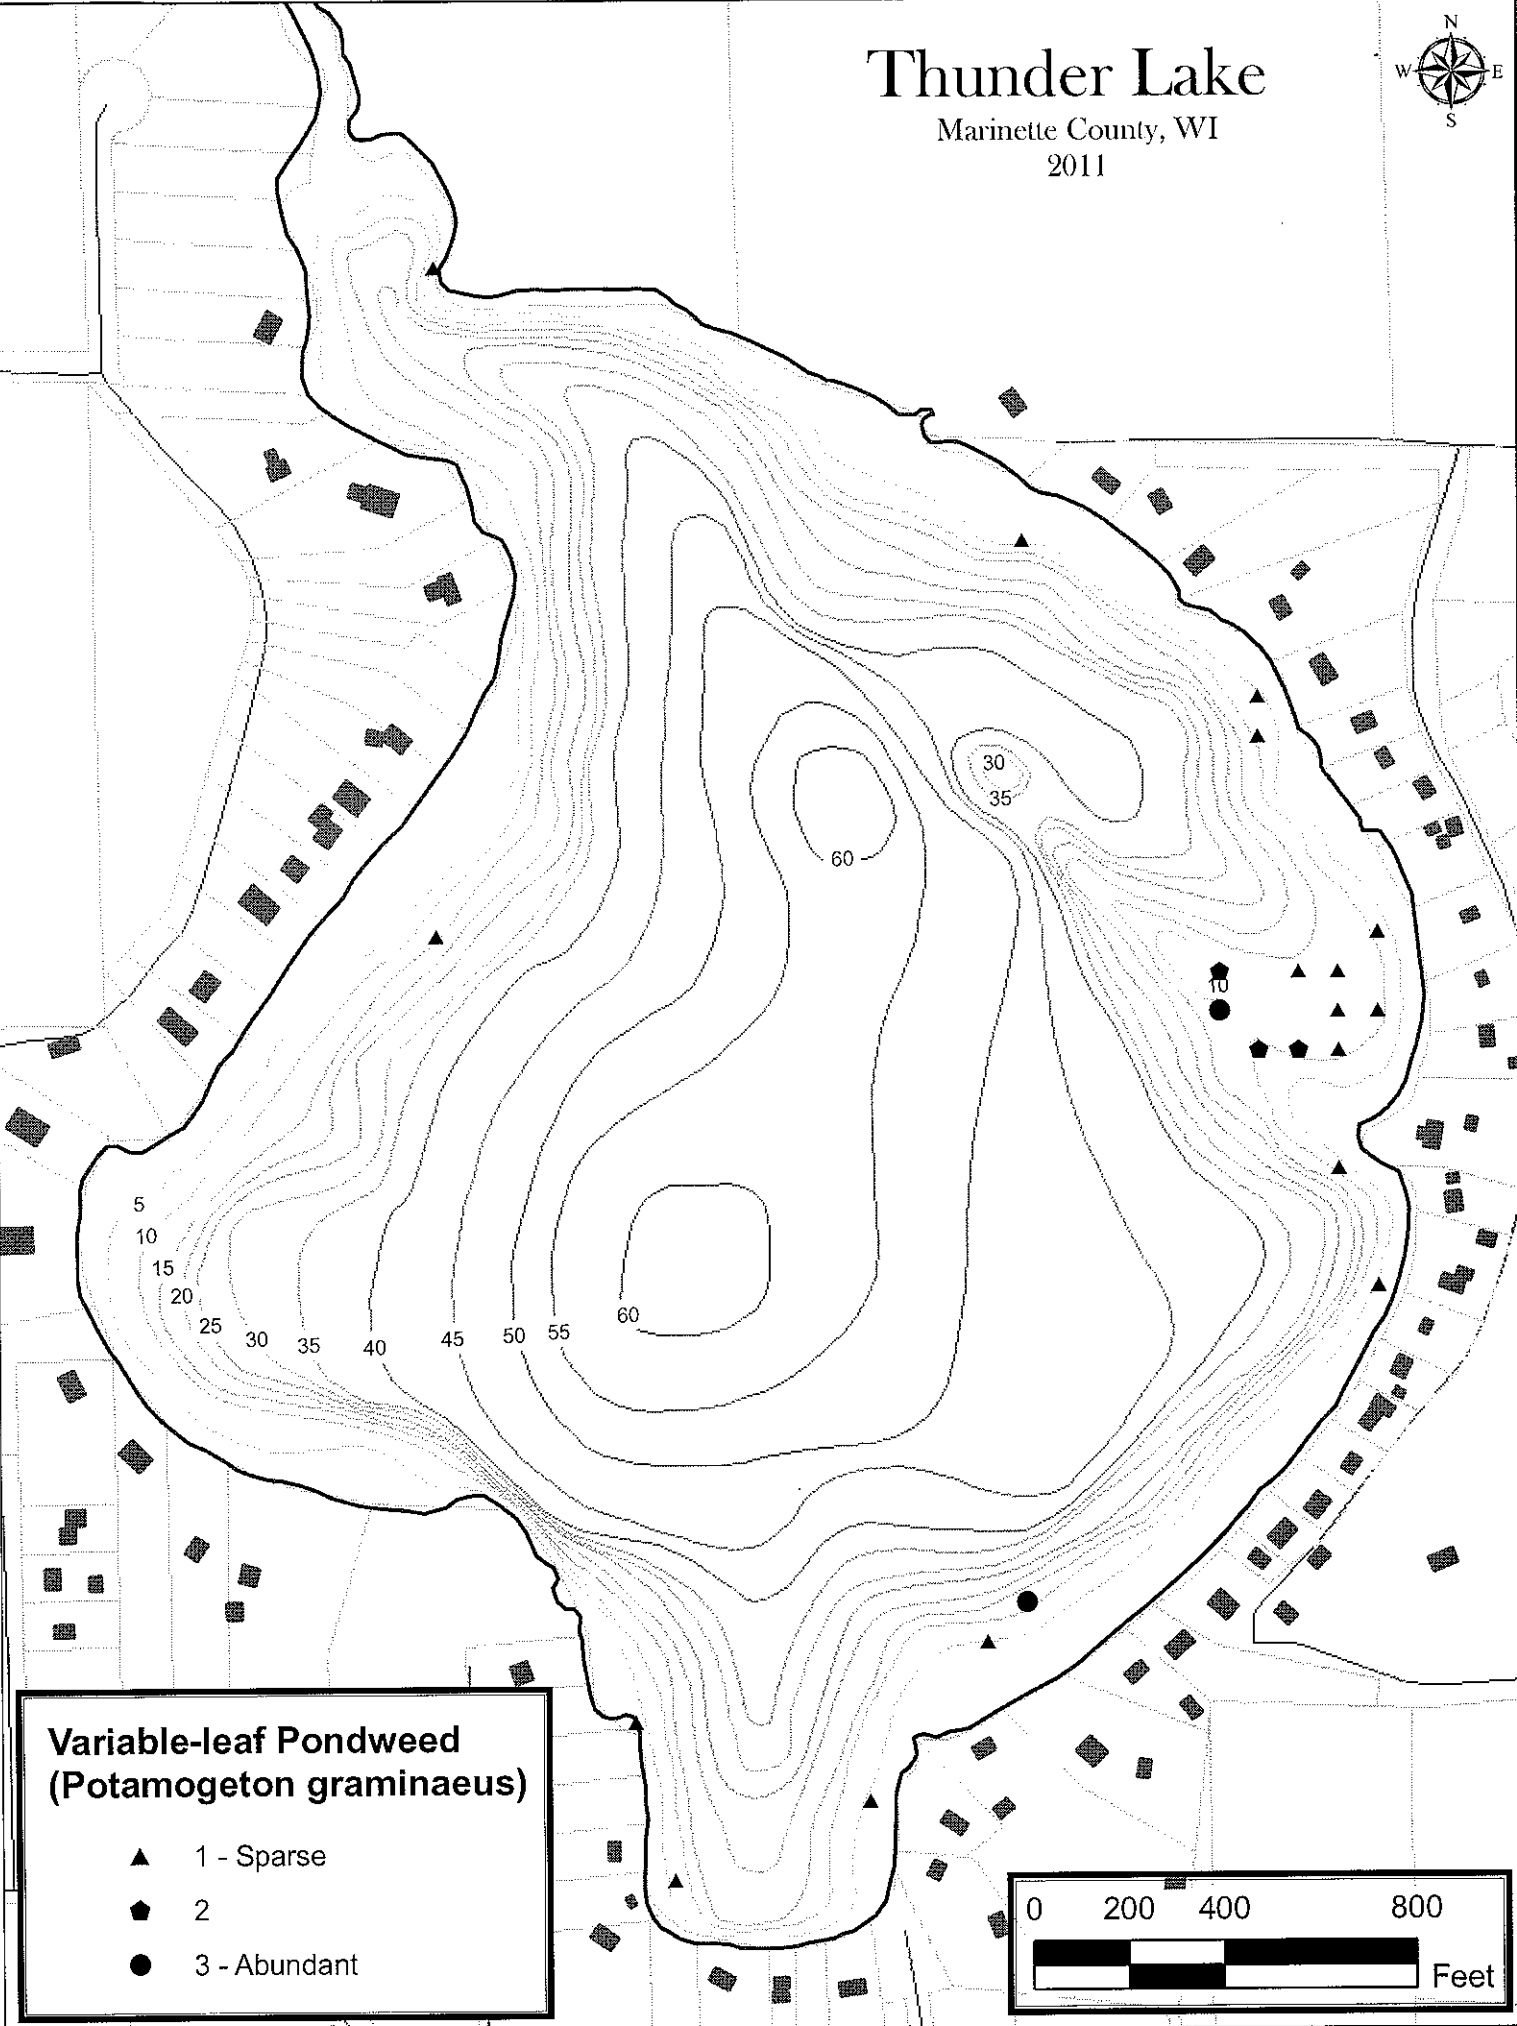 Thunder Lake
Marinette County, WI
2011
N
W E
S
30
35
60
10
5
10
15
20
25
30
35
40
45
50
55
60
Variable-leaf Pondweed
(Potamogeton graminaeus)
1 - Sparse
2
3 - Abundant
0 200 400 800
Feet